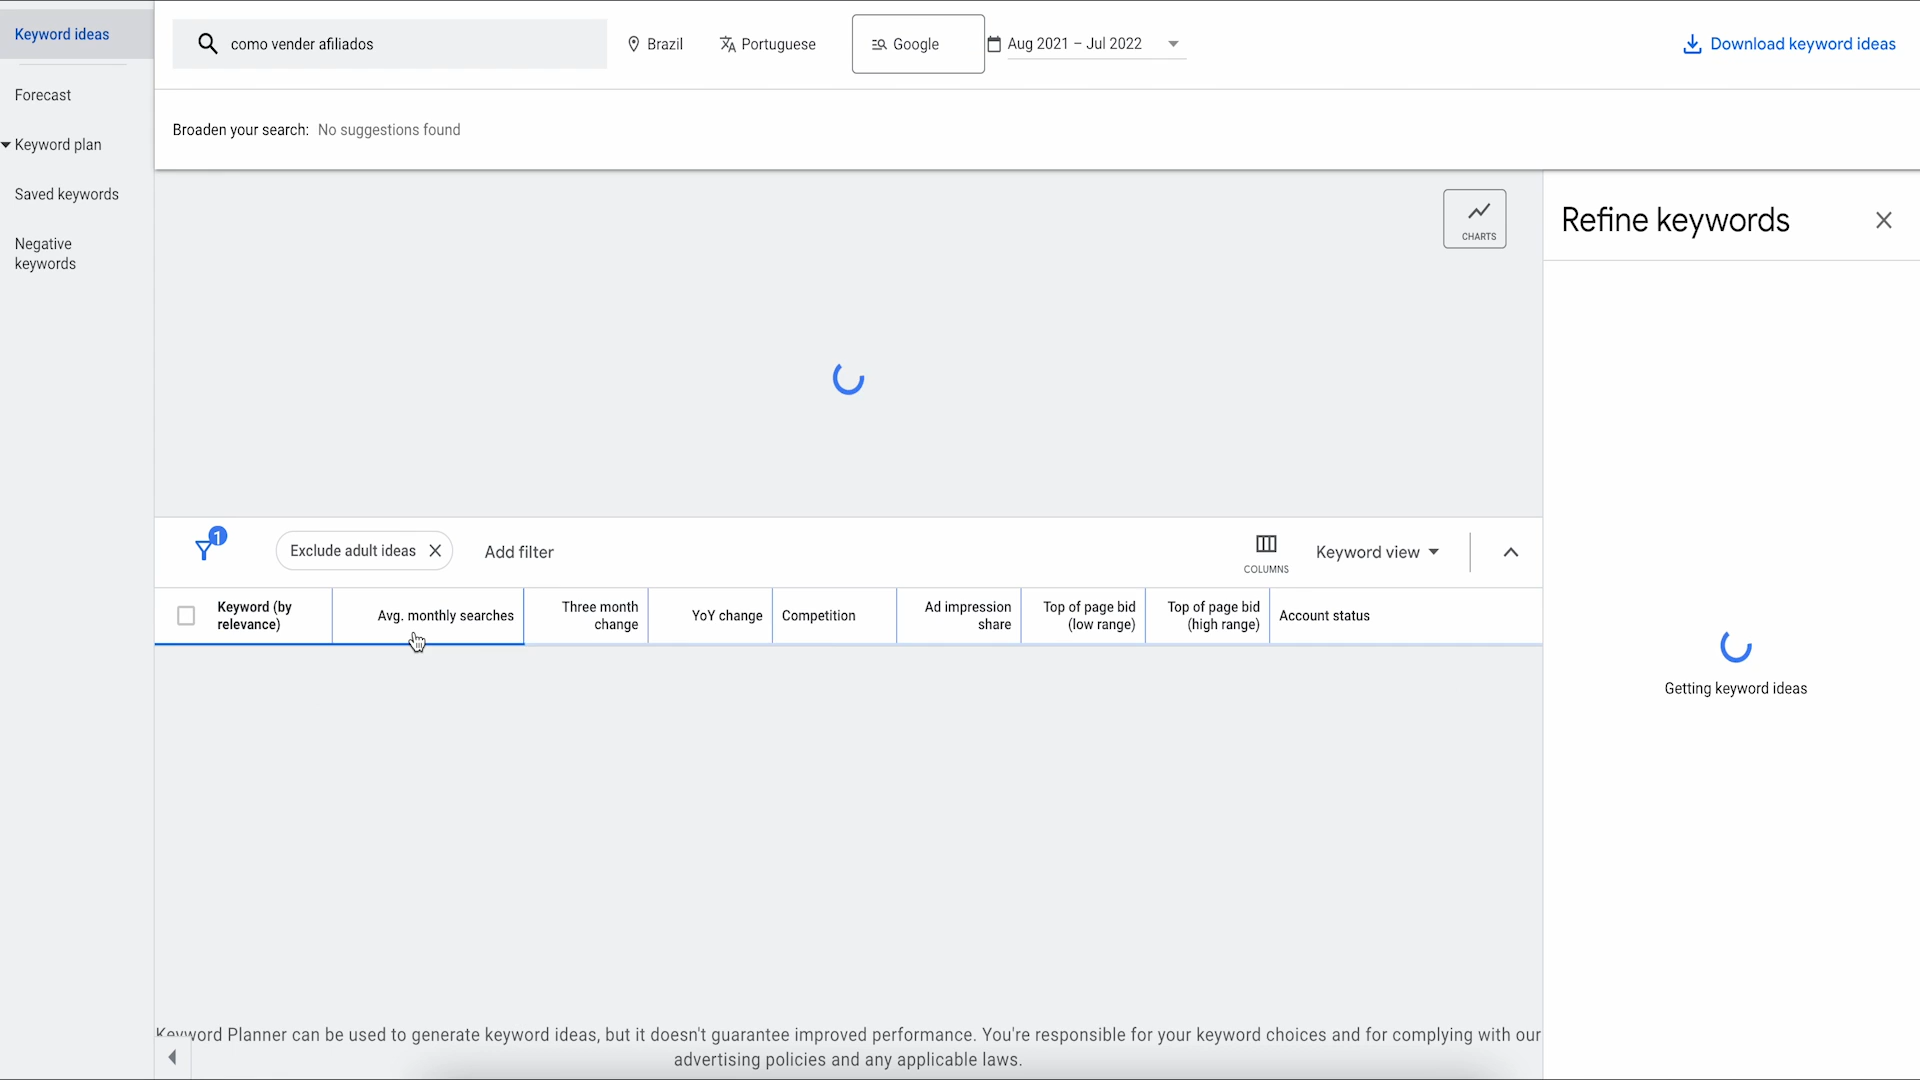 Keyword ideas
Forecast
Keyword plan
Saved keywords
Negative
keywords
como vender afiliados
Brazil
Portuguese
Google
Aug 2021 – Jul 2022
Download keyword ideas
Broaden your search: No suggestions found
CHARTS
Refine keywords
Getting keyword ideas
1
Exclude adult ideas
Add filter
COLUMNS
Keyword view
Keyword (by
relevance)
Avg. monthly searches
Three month
change
YoY change
Competition
Ad impression
share
Top of page bid
(low range)
Top of page bid
(high range)
Account status
Keyword Planner can be used to generate keyword ideas, but it doesn't guarantee improved performance. You're responsible for your keyword choices and for complying with our
advertising policies and any applicable laws.